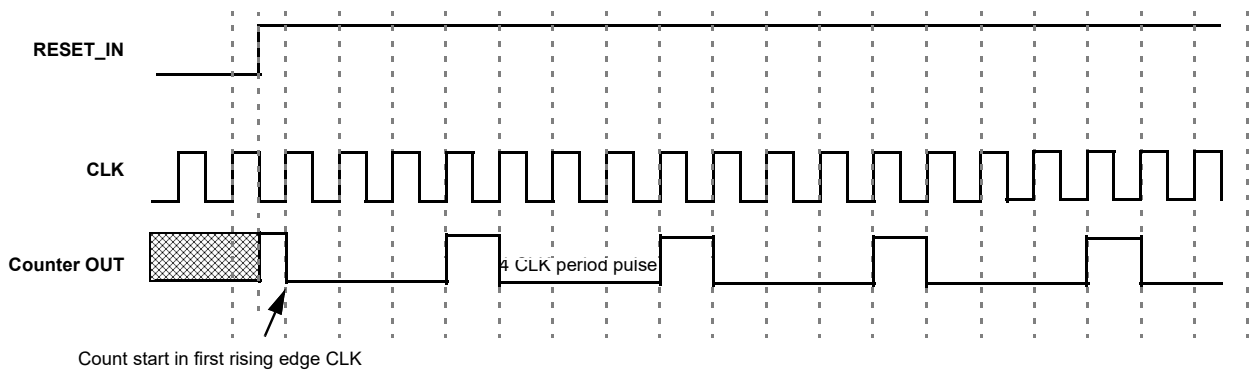 RESET_IN
CLK
Counter OUT
4 CLK period pulse
Count start in first rising edge CLK